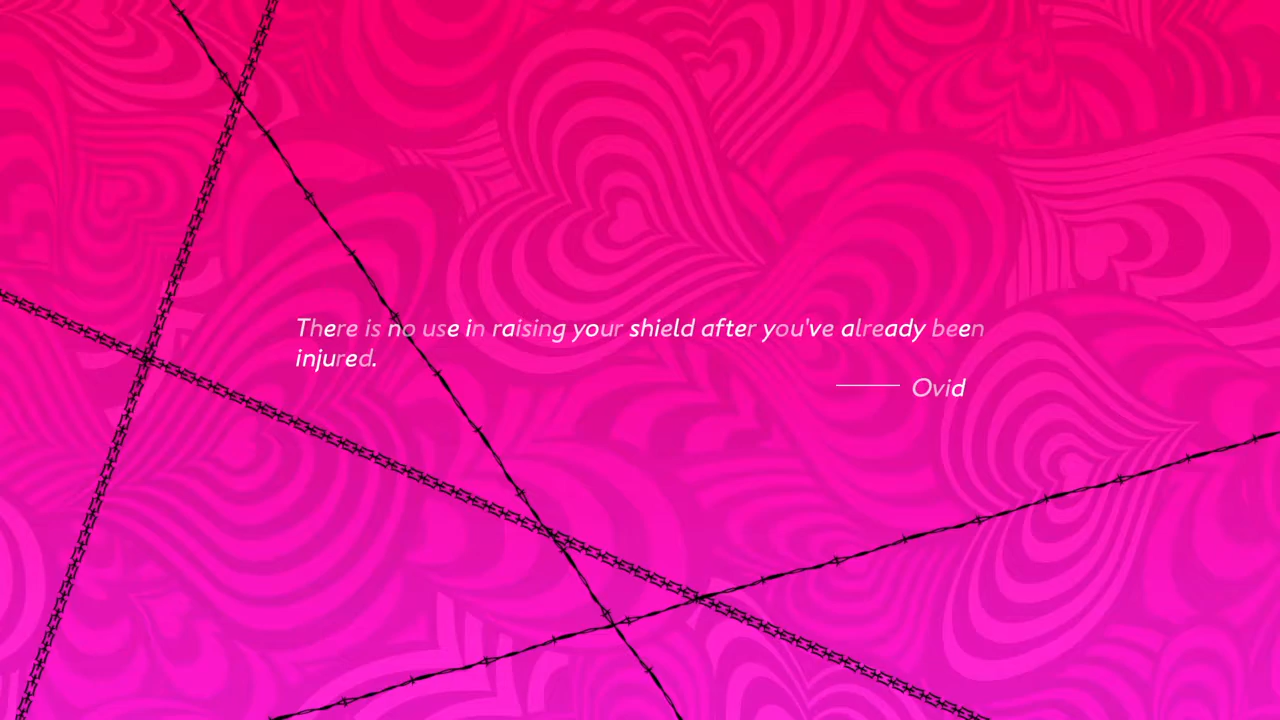 There is no use in raising your shield after you've already been
injured.
—— Ovid